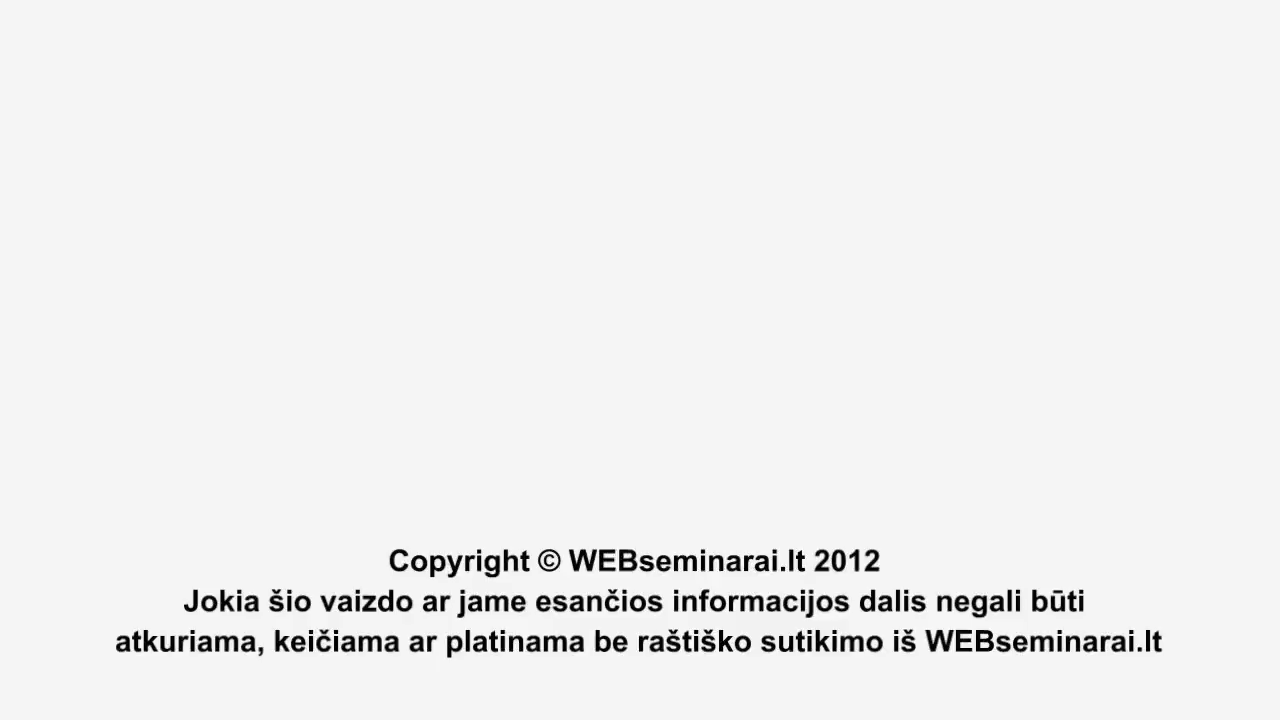 Copyright © WEBseminarai.lt 2012
Jokia šio vaizdo ar jame esančios informacijos dalis negali būti
atkuriama, keičiama ar platinama be raštiško sutikimo iš WEBseminarai.lt